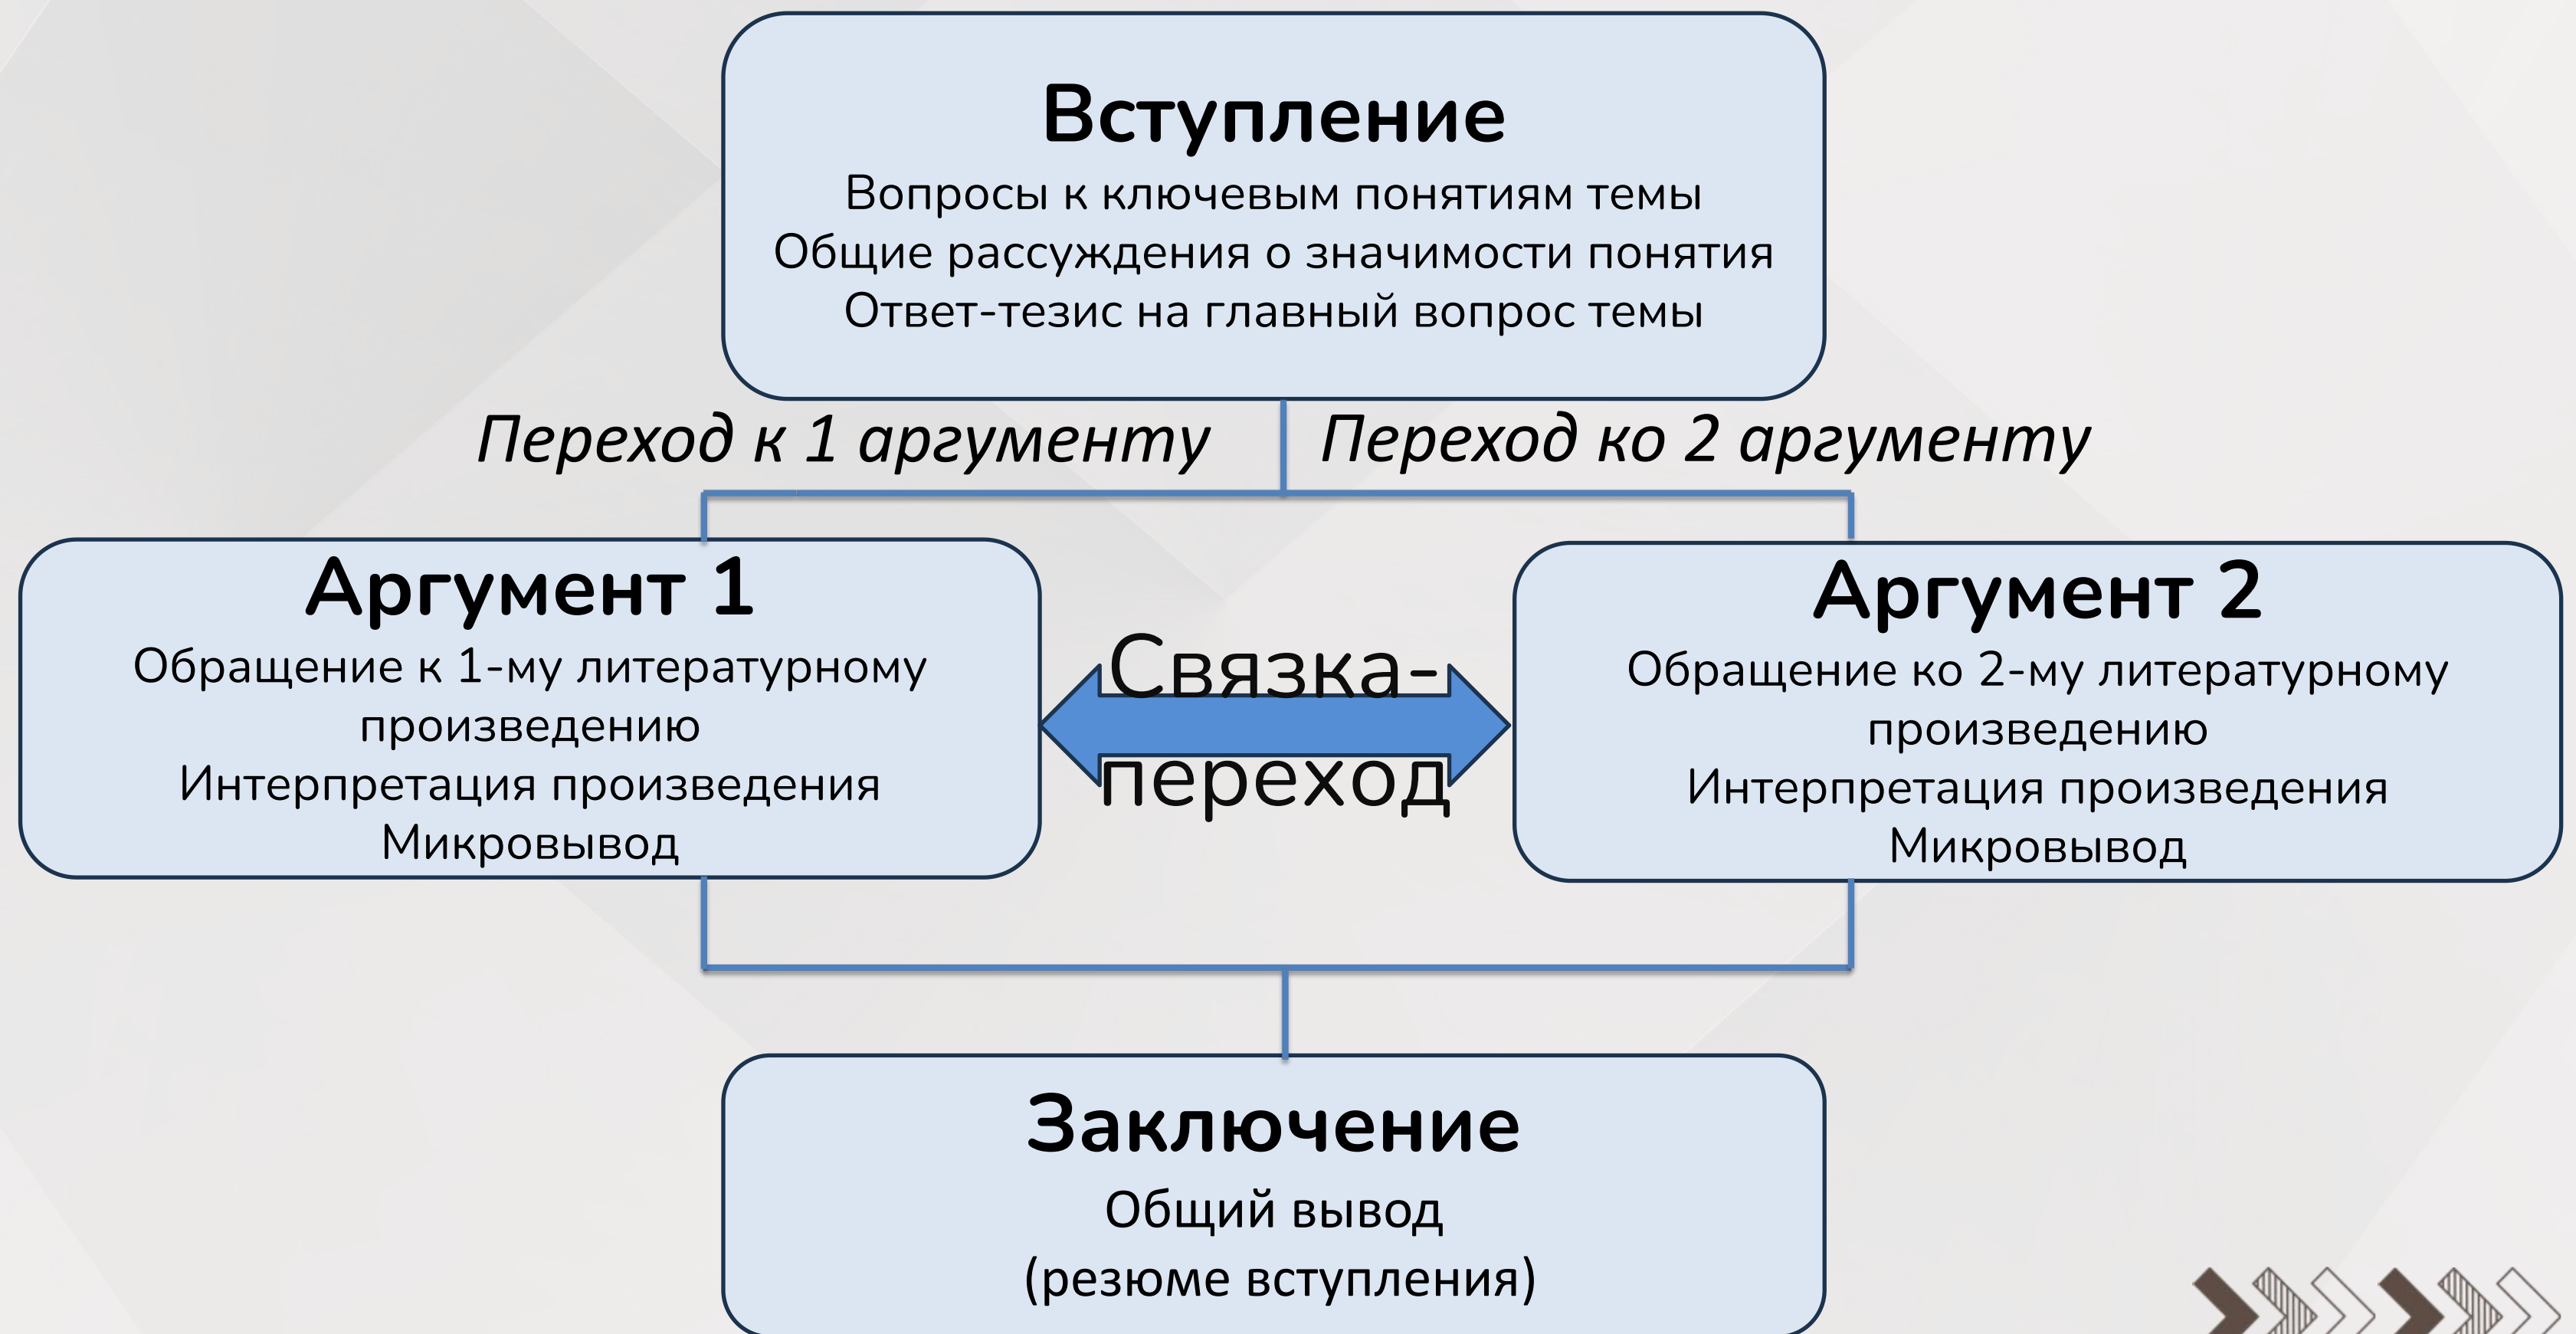 Вступление
Вопросы к ключевым понятиям темы
Общие рассуждения о значимости понятия
Ответ-тезис на главный вопрос темы
Переход к 1 аргументу
Переход ко 2 аргументу
Аргумент 1
Обращение к 1-му литературному
произведению
Интерпретация произведения
Микровывод
Связка-
переход
Аргумент 2
Обращение ко 2-му литературному
произведению
Интерпретация произведения
Микровывод
Заключение
Общий вывод
(резюме вступления)